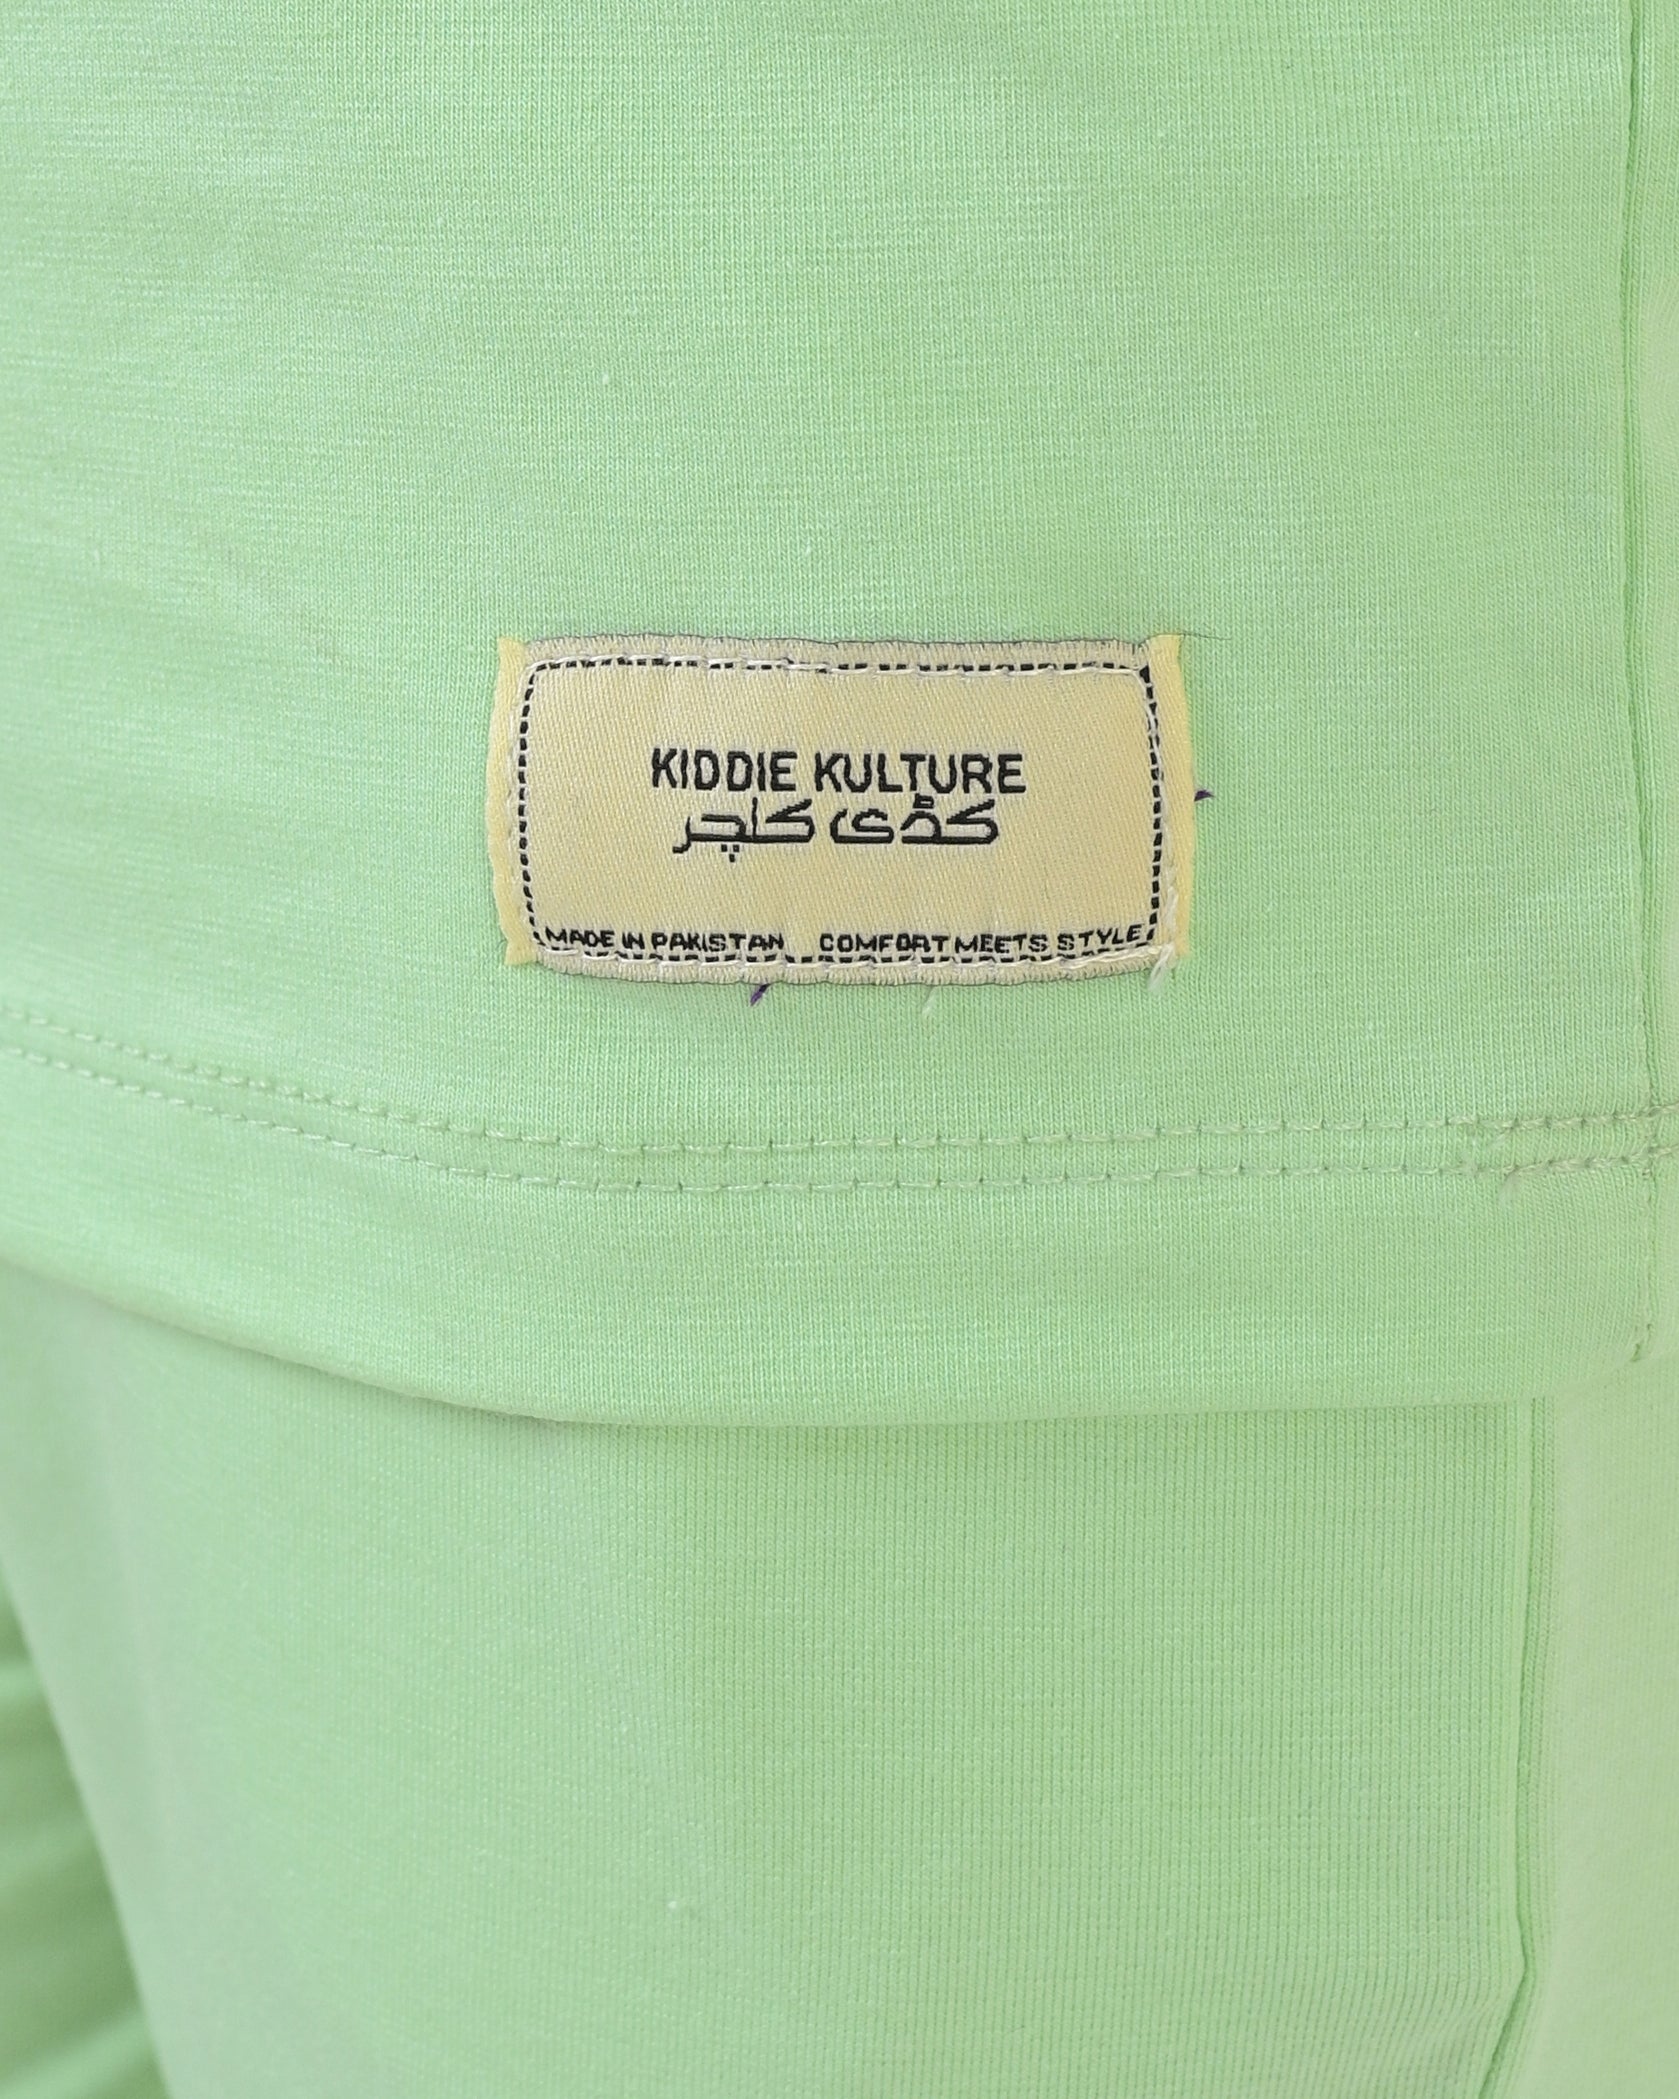 KIDDIE KULTURE
کڈی کلچر
MADE IN PAKISTAN COMFORT MEETS STYLE